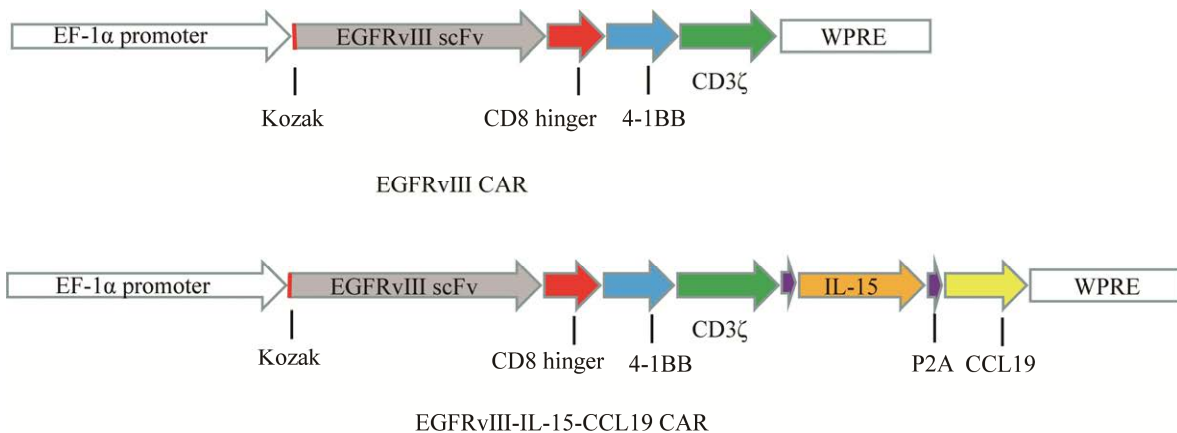 EF-1α promoter
EGFRvIII scFv
WPRE
CD3ζ
Kozak
CD8 hinger
4-1BB
EGFRvIII CAR
EF-1α promoter
EGFRvIII scFv
IL-15
WPRE
CD3ζ
Kozak
CD8 hinger
4-1BB
P2A
CCL19
EGFRvIII-IL-15-CCL19 CAR